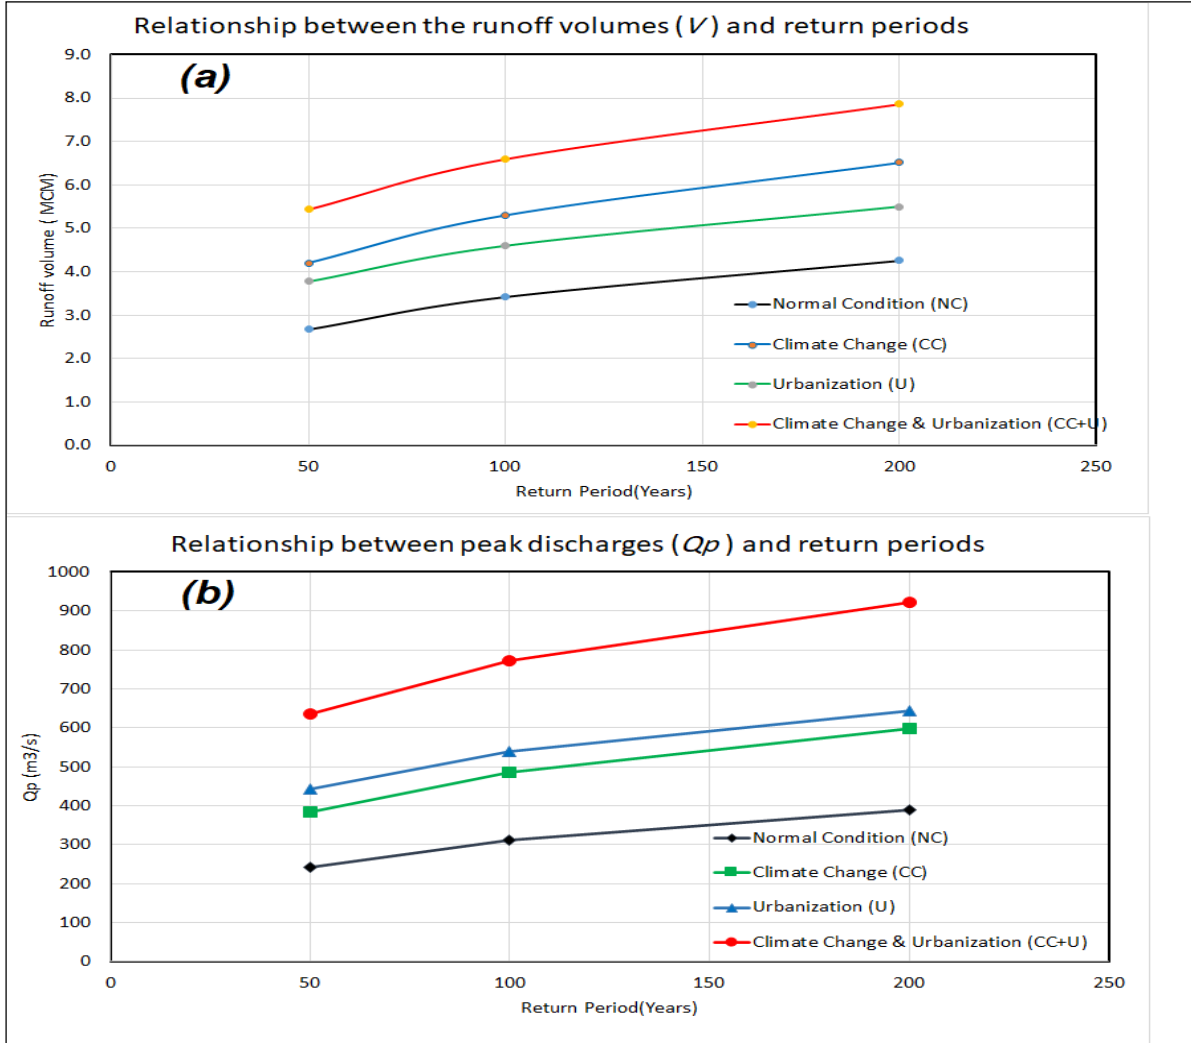 Relationship between the runoff volumes (V) and return periods
(a)
9.0
8.0
7.0
6.0
5.0
4.0
3.0
2.0
1.0
0.0
Runoff volume ( MCM)
Normal Condition (NC)
Climate Change (CC)
Urbanization (U)
Climate Change & Urbanization (CC+U)
0 50 100 150 200 250
Return Period(Years)
Relationship between peak discharges (Qp ) and return periods
(b)
1000
900
800
700
600
500
400
300
200
100
0
Qp (m3/s)
Normal Condition (NC)
Climate Change (CC)
Urbanization (U)
Climate Change & Urbanization (CC+U)
0 50 100 150 200 250
Return Period(Years)